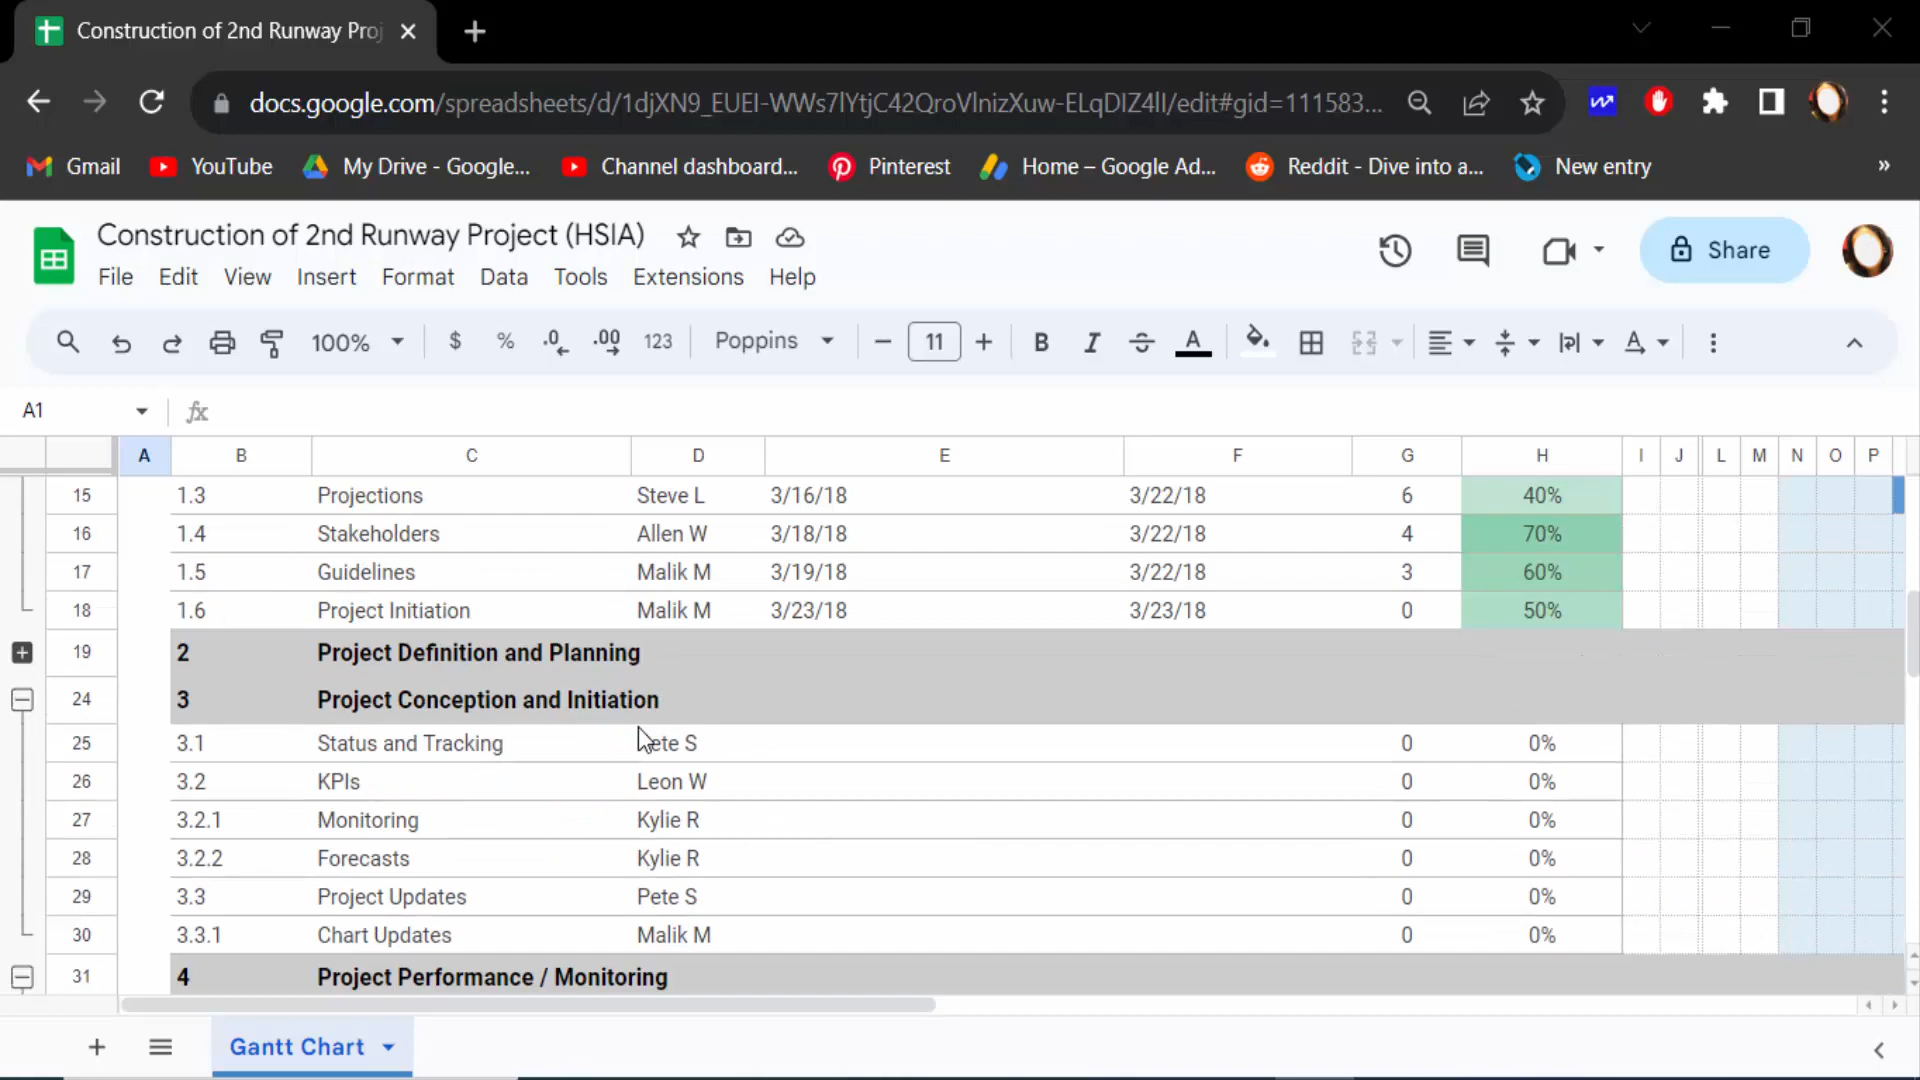 Construction of 2nd Runway Proj
docs.google.com/spreadsheets/d/1djXN9_EUEI-WWs7lYtjC42QroVlnizXuw-ELqDIZ4lI/edit#gid=111583...
Gmail YouTube My Drive - Google... Channel dashboard... Pinterest Home – Google Ad... Reddit - Dive into a... New entry »
Construction of 2nd Runway Project (HSIA)
Share
File Edit View Insert Format Data Tools Extensions Help
100% $ % .0 .00 123 Poppins 11 B I A A
A1 fx
A B C D E F G H I J L M N O P
15 1.3 Projections Steve L 3/16/18 3/22/18 6 40%
16 1.4 Stakeholders Allen W 3/18/18 3/22/18 4 70%
17 1.5 Guidelines Malik M 3/19/18 3/22/18 3 60%
18 1.6 Project Initiation Malik M 3/23/18 3/23/18 0 50%
19 2 Project Definition and Planning
24 3 Project Conception and Initiation
25 3.1 Status and Tracking Pete S 0 0%
26 3.2 KPIs Leon W 0 0%
27 3.2.1 Monitoring Kylie R 0 0%
28 3.2.2 Forecasts Kylie R 0 0%
29 3.3 Project Updates Pete S 0 0%
30 3.3.1 Chart Updates Malik M 0 0%
31 4 Project Performance / Monitoring
Gantt Chart